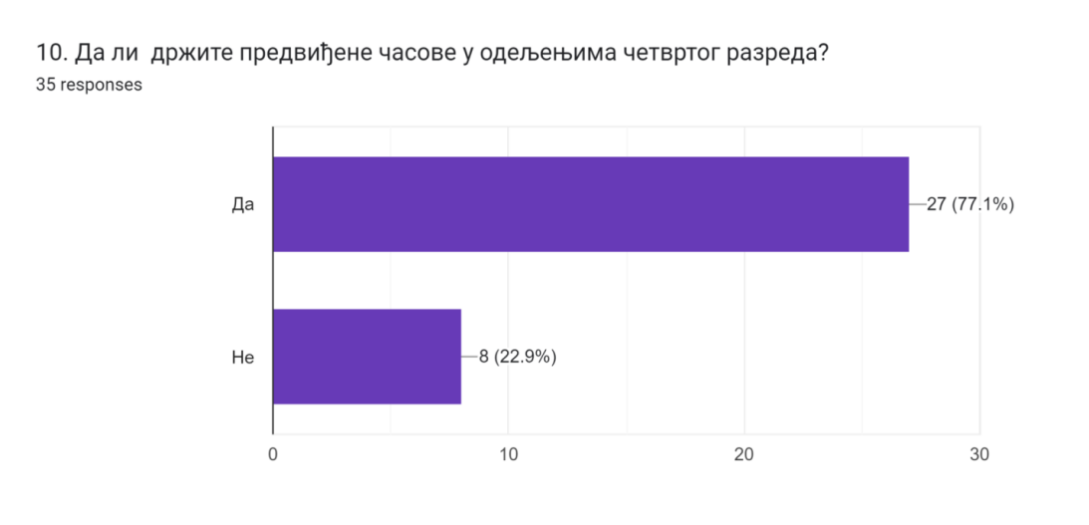 10. Да ли  држите предвиђене часове у одељењима четвртог разреда?
35 responses
Да
27 (77.1%)
Не
8 (22.9%)
0 10 20 30